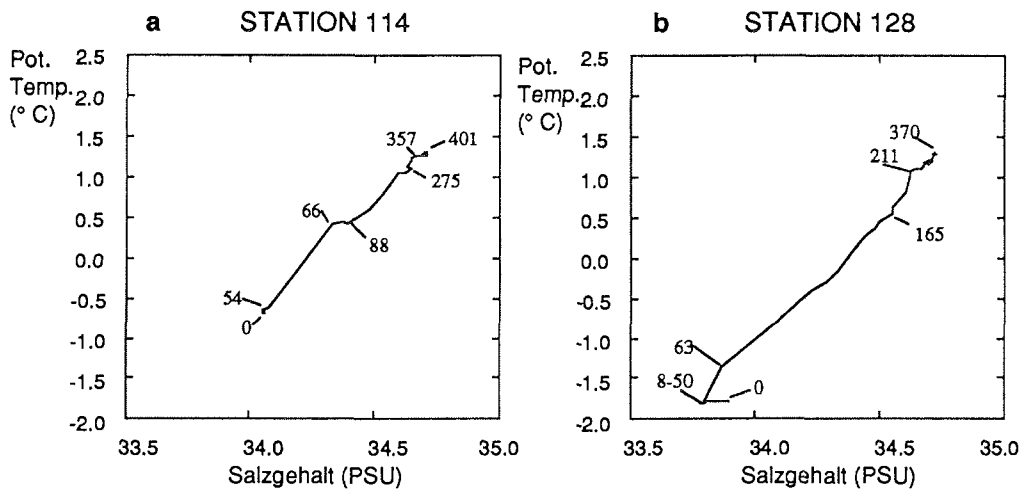 a STATION 114
Pot.
Temp.
(° C)
2.5
2.0
1.5
1.0
0.5
0.0
-0.5
-1.0
-1.5
-2.0
357
401
275
66
88
54
0
33.5 34.0 34.5 35.0
Salzgehalt (PSU)
b STATION 128
Pot.
Temp.
(° C)
2.5
2.0
1.5
1.0
0.5
0.0
-0.5
-1.0
-1.5
-2.0
370
211
165
63
8-50
0
33.5 34.0 34.5 35.0
Salzgehalt (PSU)